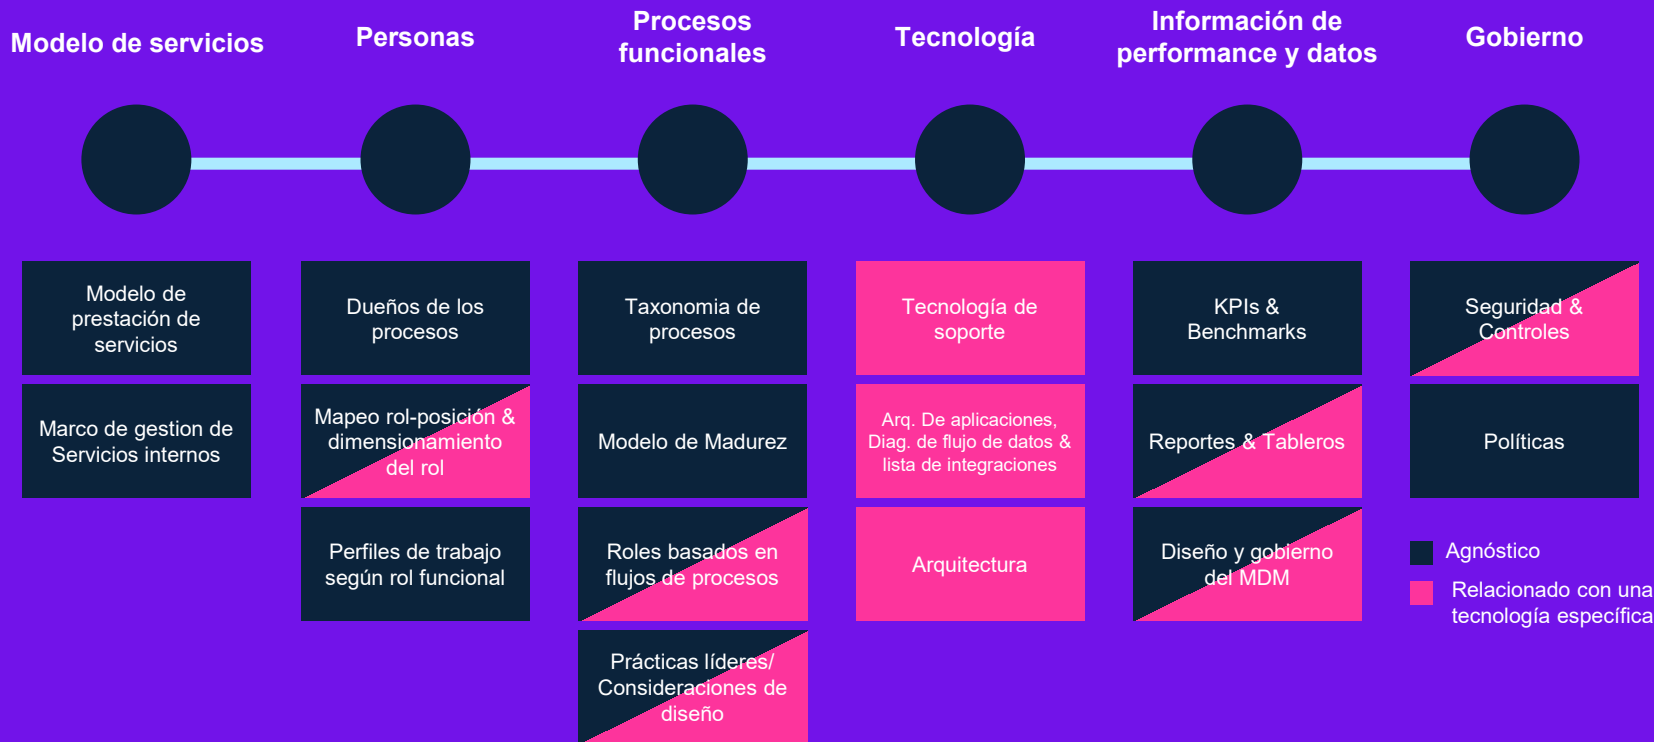 Modelo de servicios
Personas
Procesos
funcionales
Tecnología
Información de
performance y datos
Gobierno
Modelo de
prestación de
servicios
Marco de gestion de
Servicios internos
Dueños de los
procesos
Mapeo rol-posición &
dimensionamiento
del rol
Perfiles de trabajo
según rol funcional
Taxonomia de
procesos
Modelo de Madurez
Roles basados en
flujos de procesos
Prácticas líderes/
Consideraciones de
diseño
Tecnología de
soporte
Arq. De aplicaciones,
Diag. de flujo de datos &
lista de integraciones
Arquitectura
KPIs &
Benchmarks
Reportes & Tableros
Diseño y gobierno
del MDM
Seguridad &
Controles
Políticas
Agnóstico
Relacionado con una
tecnología específica